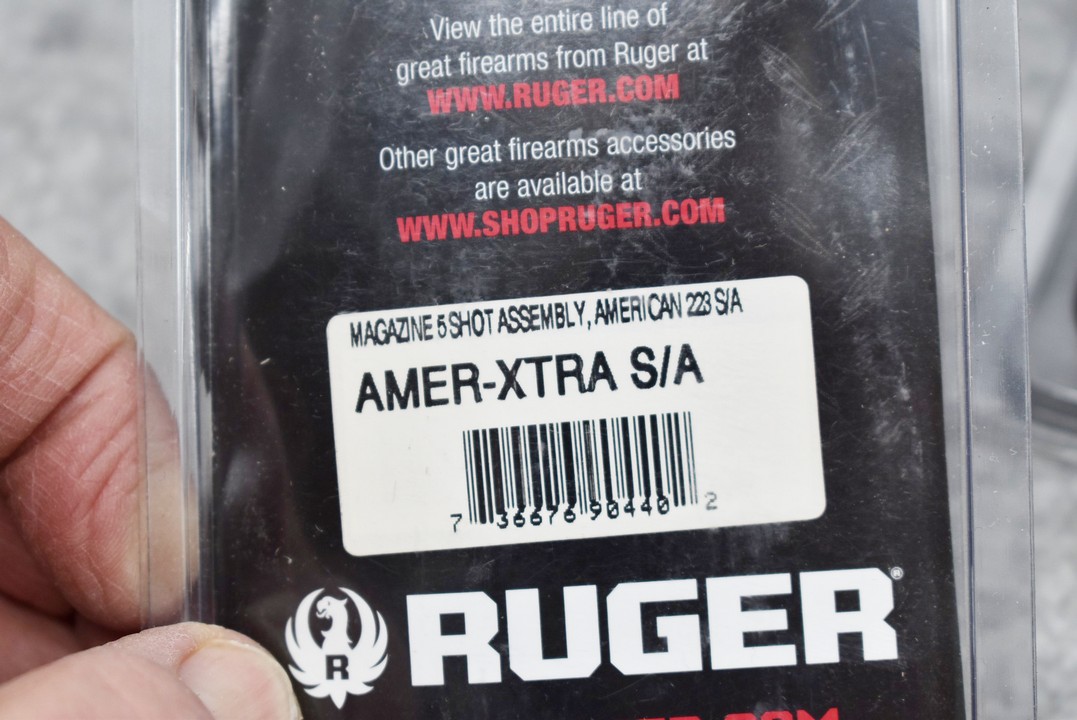 View the entire line of
great firearms from Ruger at
WWW.RUGER.COM
Other great firearms accessories
are available at
WWW.SHOPRUGER.COM
MAGAZINE 5 SHOT ASSEMBLY, AMERICAN 223 S/A
AMER-XTRA S/A
7 36676 90440 2
R
RUGER®